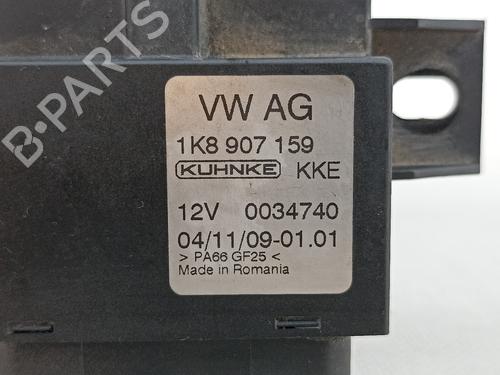 B-PARTS
VW AG
1K8 907 159
KUHNKE KKE
12V 0034740
04/11/09-01.01
> PA66 GF25 <
Made in Romania